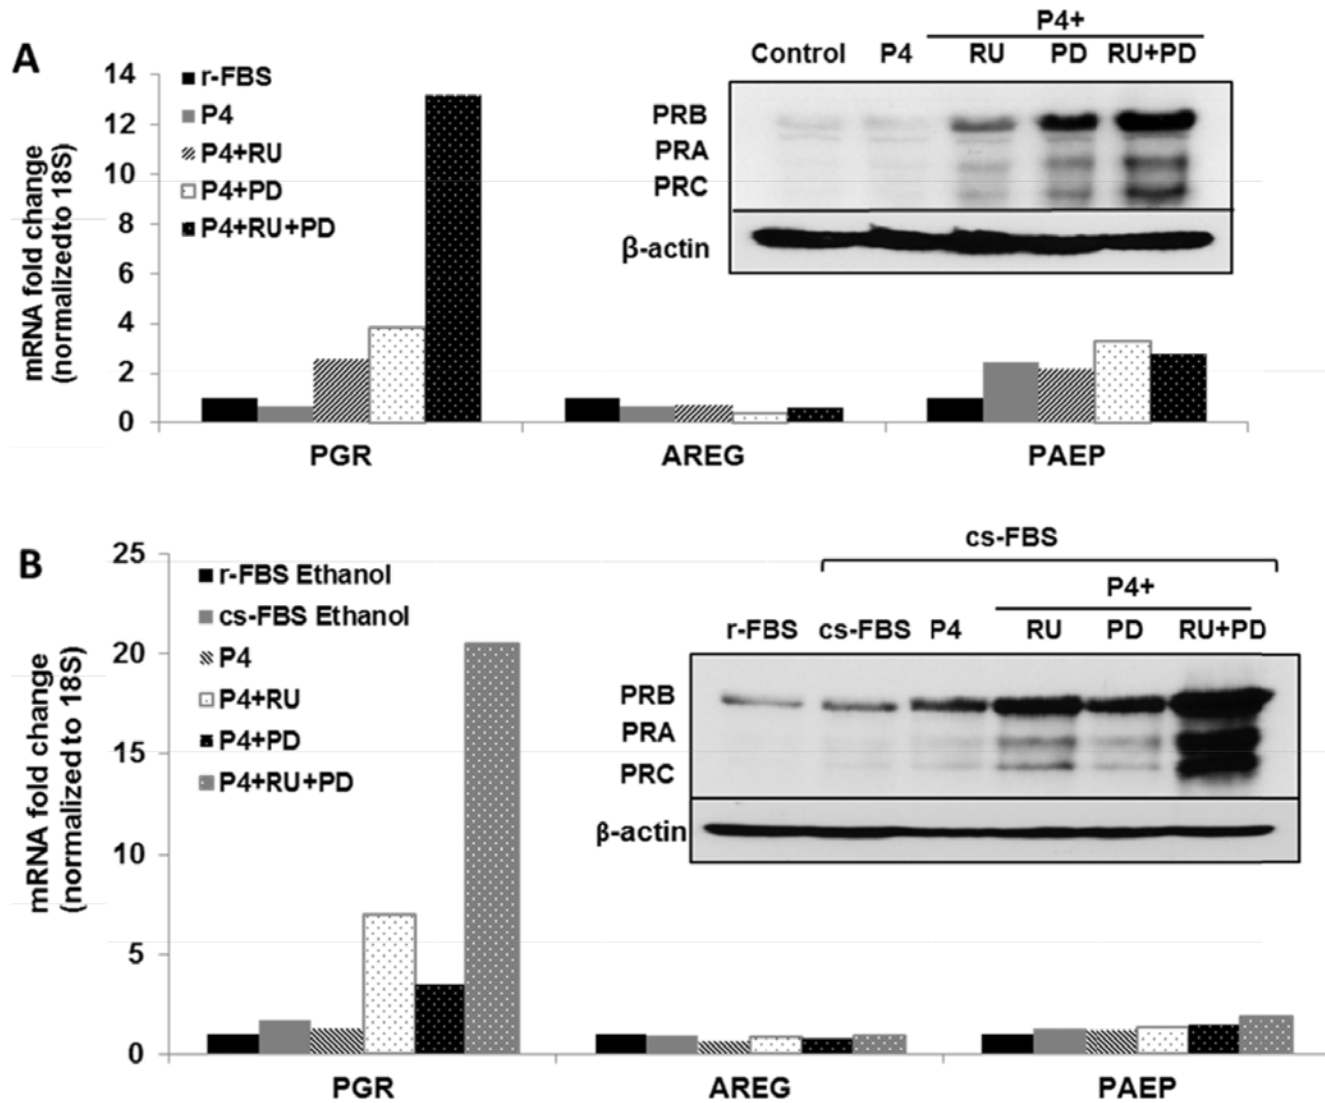 A
mRNA fold change
(normalized to 18S)
14
12
10
8
6
4
2
0
r-FBS
P4
P4+RU
P4+PD
P4+RU+PD
PGR
AREG
PAEP
P4+
Control P4 RU PD RU+PD
PRB
PRA
PRC
β-actin
B
mRNA fold change
(normalized to 18S)
25
20
15
10
5
0
r-FBS Ethanol
cs-FBS Ethanol
P4
P4+RU
P4+PD
P4+RU+PD
PGR
AREG
PAEP
cs-FBS
P4+
r-FBS cs-FBS P4 RU PD RU+PD
PRB
PRA
PRC
β-actin